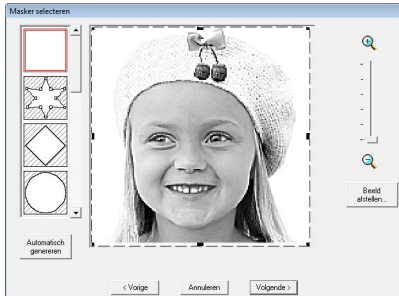 Masker selecteren
Automatisch
genereren
Beeld
afstellen...
< Vorige
Annuleren
Volgende >